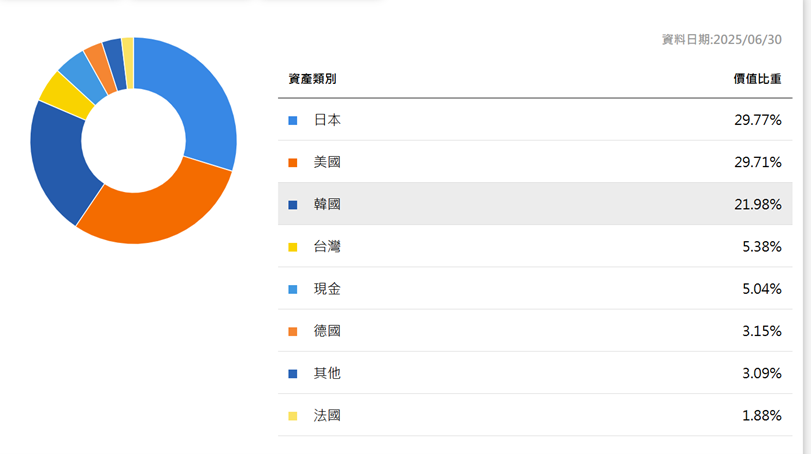 資料日期:2025/06/30
資產類別 價值比重
日本 29.77%
美國 29.71%
韓國 21.98%
台灣 5.38%
現金 5.04%
德國 3.15%
其他 3.09%
法國 1.88%